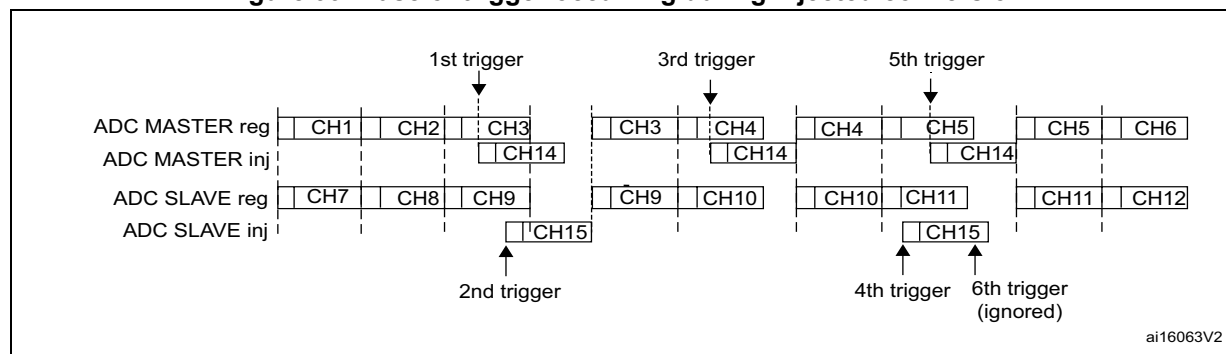 1st trigger 3rd trigger 5th trigger
ADC MASTER reg CH1 CH2 CH3 CH3 CH4 CH4 CH5 CH5 CH6
ADC MASTER inj CH14 CH14 CH14
ADC SLAVE reg CH7 CH8 CH9 CH9 CH10 CH10 CH11 CH11 CH12
ADC SLAVE inj CH15 CH15
2nd trigger 4th trigger 6th trigger
(ignored)
ai16063V2